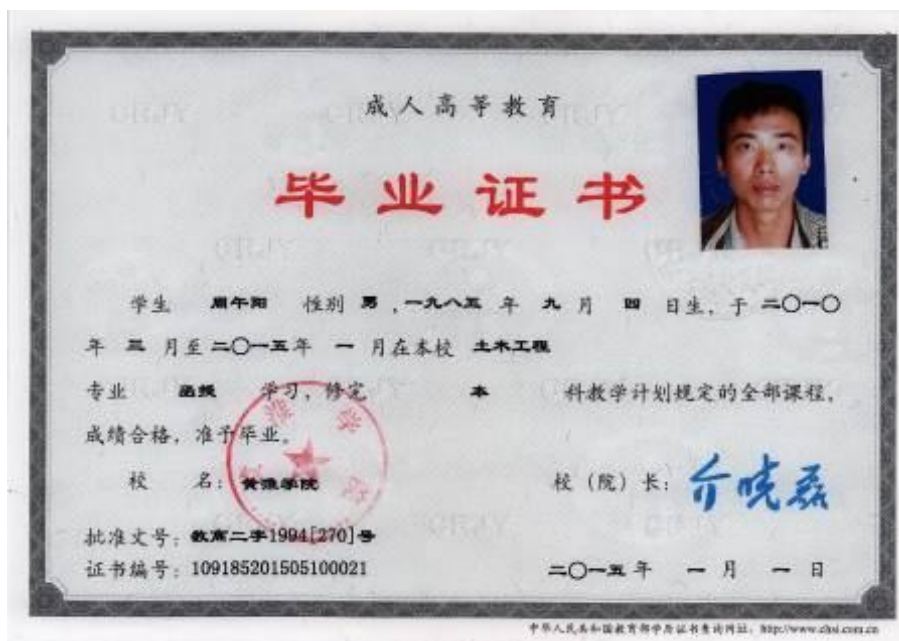 成人高等教育
毕业证书
学生 周午阳 性别 男 ,一九八三 年 九 月 四 日生, 于 二〇一〇
年 三 月至 二〇一五年 一 月在本校 土木工程
专业 函授 学习, 修完 本 科教学计划规定的全部课程,
成绩合格, 准予毕业。
校 名: 黄淮学院
校 (院) 长: 介晓磊
批准文号: 教高二字1994[270]号
证书编号: 109185201505100021
二〇一五 年 一 月 一 日
中华人民共和国教育部学历证书查询网址: http://www.chsi.com.cn